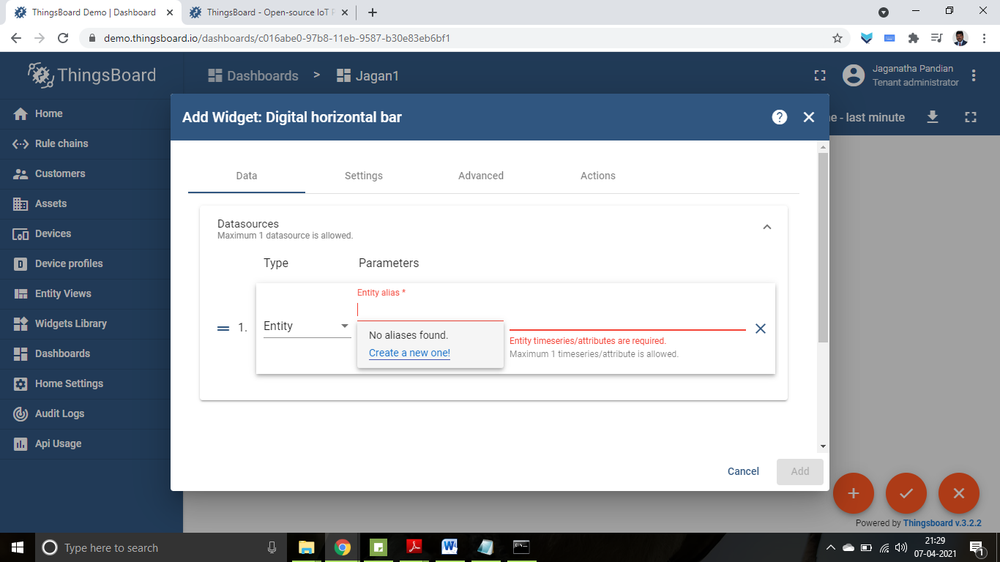 ThingsBoard Demo | Dashboard
ThingsBoard - Open-source IoT P
demo.thingsboard.io/dashboards/c016abe0-97b8-11eb-9587-b30e83eb6bf1
ThingsBoard
Dashboards > Jagan1
Jaganatha Pandian
Tenant administrator
e - last minute
Home
Rule chains
Customers
Assets
Devices
Device profiles
Entity Views
Widgets Library
Dashboards
Home Settings
Audit Logs
Api Usage
Add Widget: Digital horizontal bar
Data Settings Advanced Actions
Datasources
Maximum 1 datasource is allowed.
Type Parameters
1. Entity
Entity alias *
No aliases found.
Create a new one!
Entity timeseries/attributes are required.
Maximum 1 timeseries/attribute is allowed.
Cancel Add
Powered by Thingsboard v.3.2.2
Type here to search
21:29
07-04-2021
1